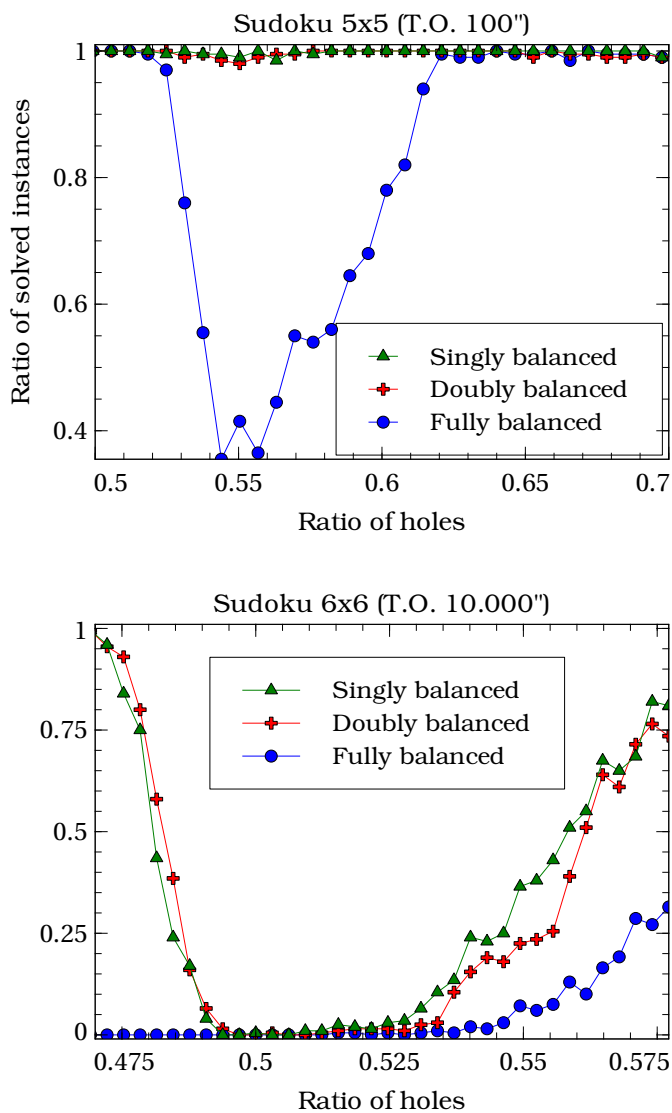 Sudoku 5x5 (T.O. 100")
1
0.8
0.6
0.4
Ratio of solved instances
Singly balanced
Doubly balanced
Fully balanced
0.5 0.55 0.6 0.65 0.7
Ratio of holes
Sudoku 6x6 (T.O. 10.000")
1
0.75
0.5
0.25
0
Singly balanced
Doubly balanced
Fully balanced
0.475 0.5 0.525 0.55 0.575
Ratio of holes